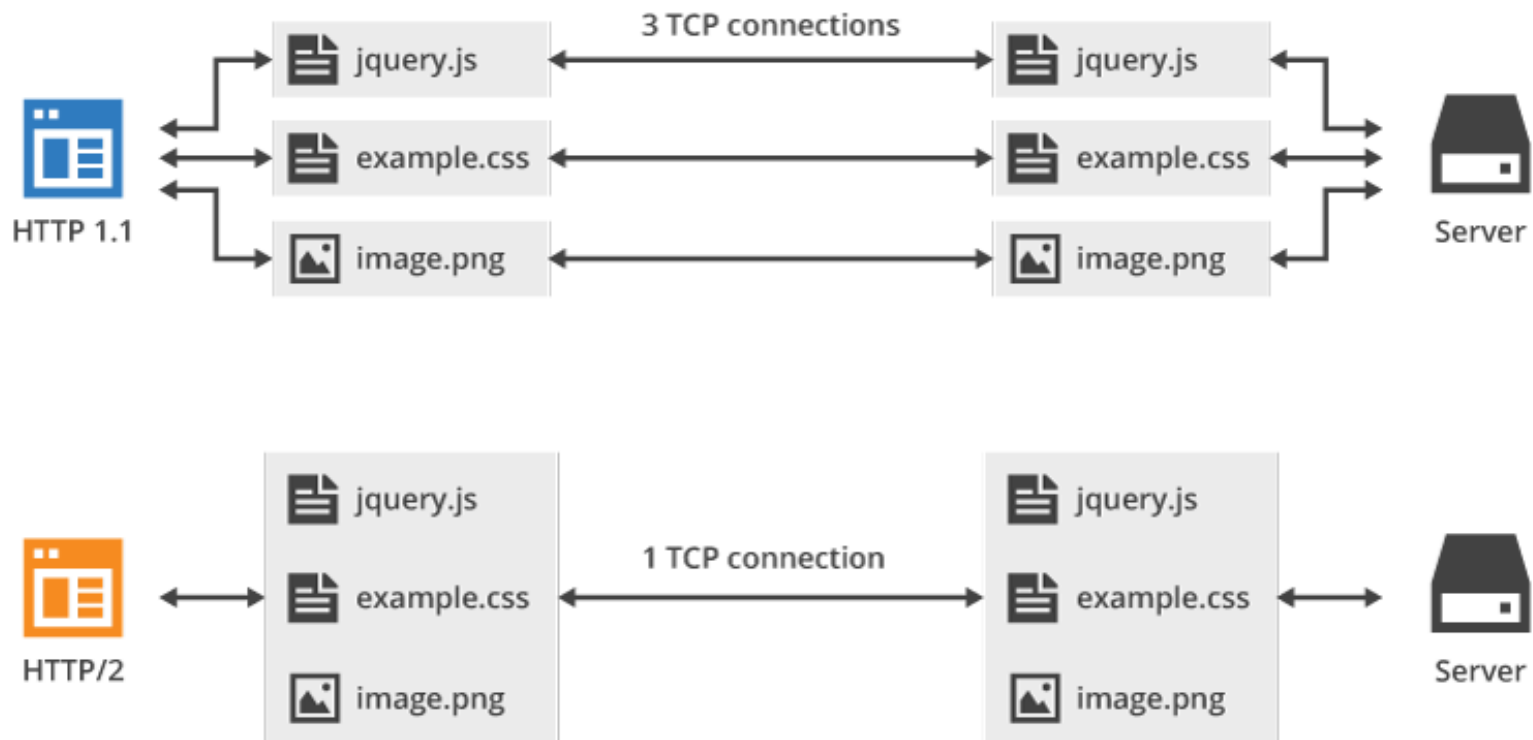 3 TCP connections
jquery.js
jquery.js
example.css
example.css
HTTP 1.1
Server
image.png
image.png
jquery.js
jquery.js
1 TCP connection
example.css
example.css
HTTP/2
Server
image.png
image.png